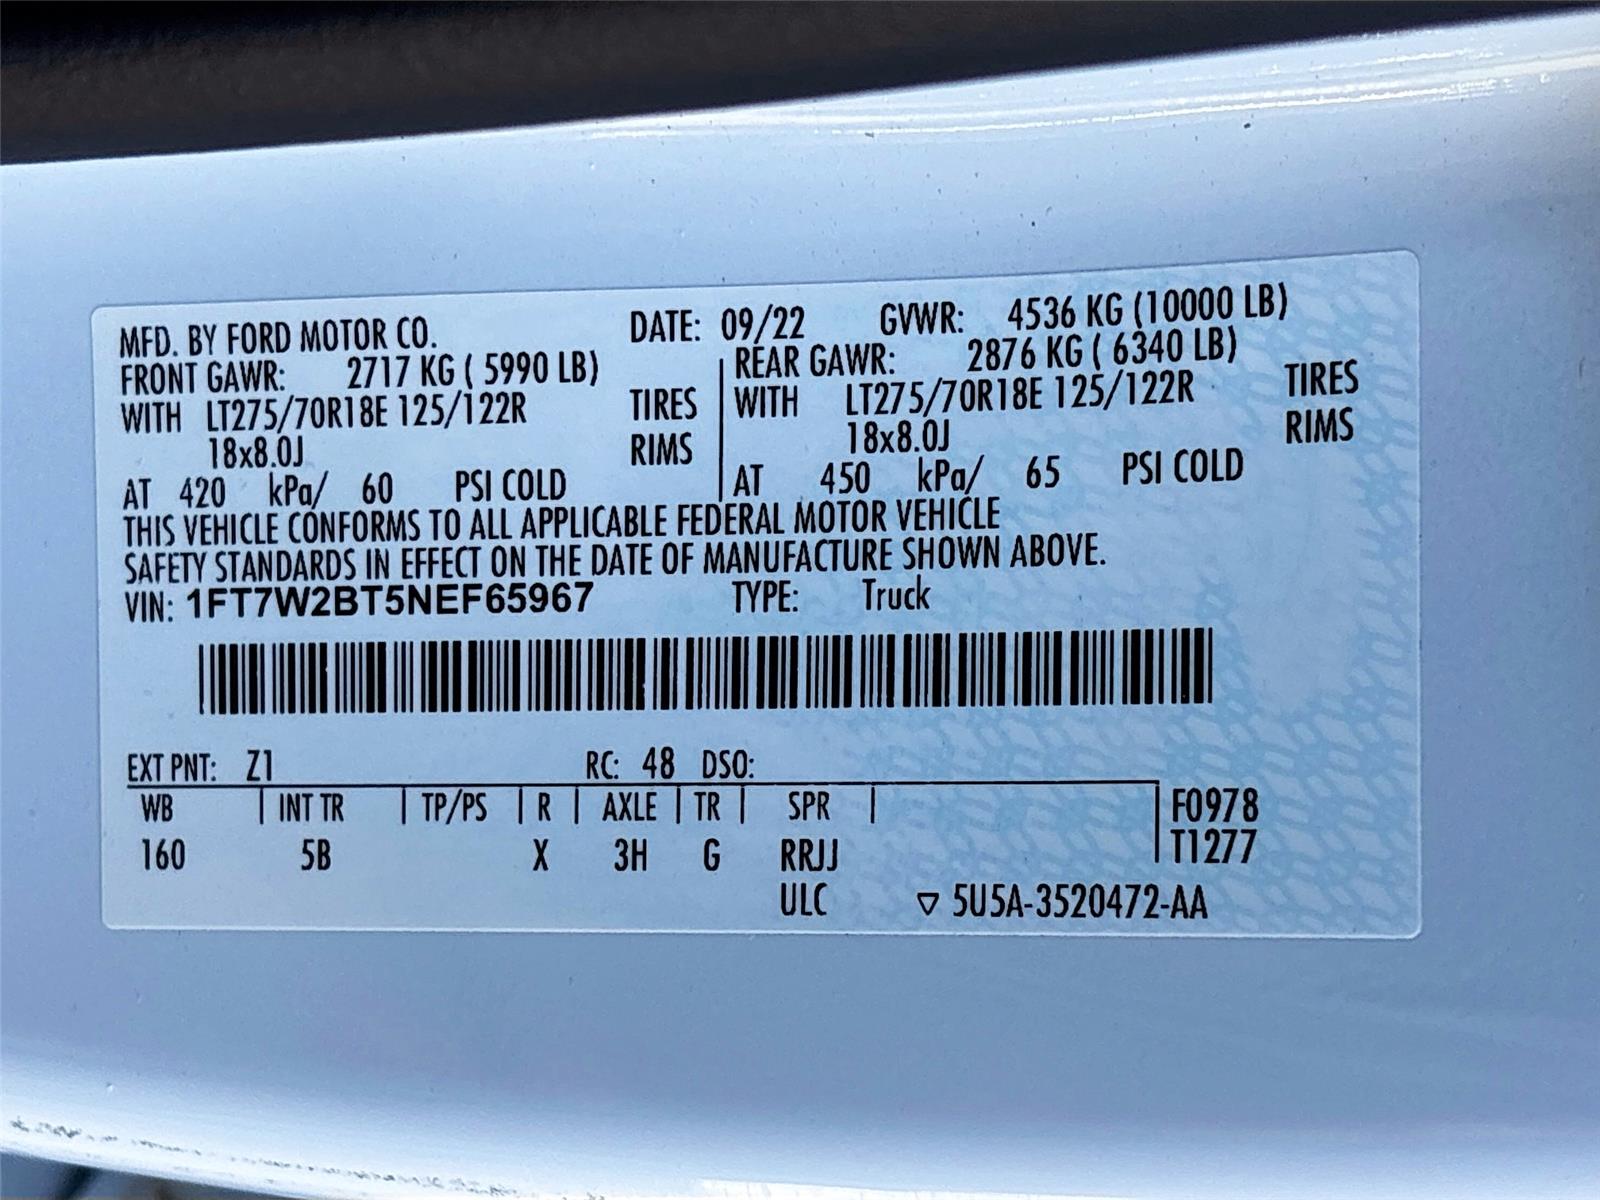 MFD. BY FORD MOTOR CO. DATE: 09/22 GVWR: 4536 KG (10000 LB)
FRONT GAWR: 2717 KG ( 5990 LB) REAR GAWR: 2876 KG ( 6340 LB)
WITH LT275/70R18E 125/122R TIRES WITH LT275/70R18E 125/122R TIRES
18x8.0J RIMS 18x8.0J RIMS
AT 420 kPa/ 60 PSI COLD AT 450 kPa/ 65 PSI COLD
THIS VEHICLE CONFORMS TO ALL APPLICABLE FEDERAL MOTOR VEHICLE
SAFETY STANDARDS IN EFFECT ON THE DATE OF MANUFACTURE SHOWN ABOVE.
VIN: 1FT7W2BT5NEF65967 TYPE: Truck
EXT PNT: Z1 RC: 48 DSO:
WB INT TR TP/PS R AXLE TR SPR F0978
160 5B X 3H G RRJJ T1277
ULC ▽ 5U5A-3520472-AA